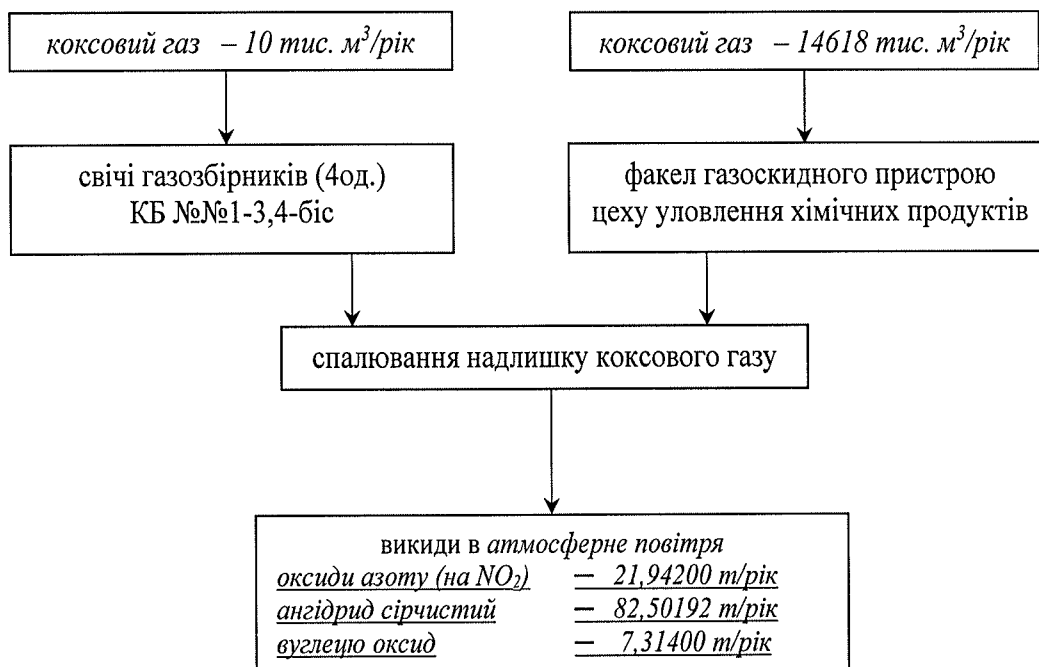 коксовий газ – 10 тис. м³/рік
коксовий газ – 14618 тис. м³/рік
свічі газозбірників (4од.)
КБ №№1-3,4-біс
факел газоскидного пристрою
цеху уловлення хімічних продуктів
спалювання надлишку коксового газу
викиди в атмосферне повітря
оксиди азоту (на NO₂) – 21,94200 т/рік
ангідрид сірчистий – 82,50192 т/рік
вуглецю оксид – 7,31400 т/рік